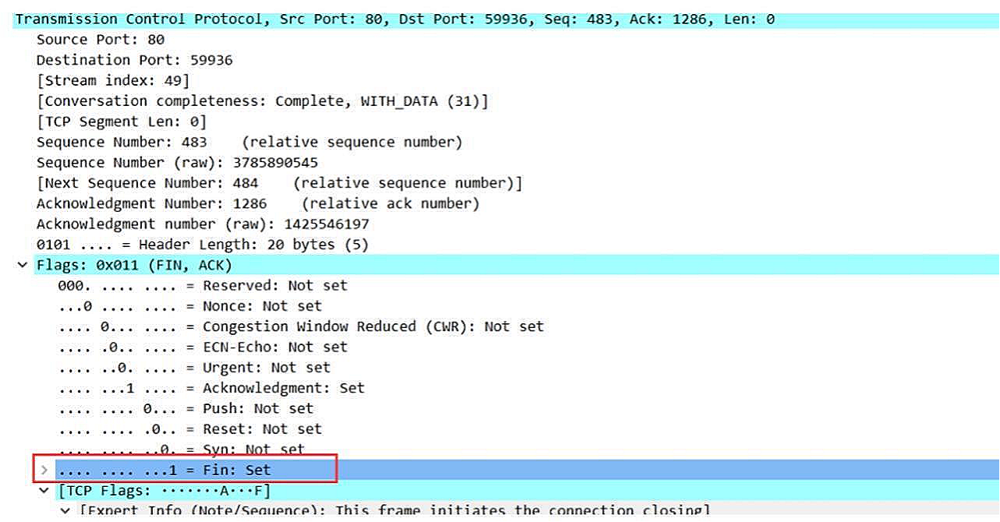 Transmission Control Protocol, Src Port: 80, Dst Port: 59936, Seq: 483, Ack: 1286, Len: 0
Source Port: 80
Destination Port: 59936
[Stream index: 49]
[Conversation completeness: Complete, WITH_DATA (31)]
[TCP Segment Len: 0]
Sequence Number: 483    (relative sequence number)
Sequence Number (raw): 3785890545
[Next Sequence Number: 484    (relative sequence number)]
Acknowledgment Number: 1286    (relative ack number)
Acknowledgment number (raw): 1425546197
0101 .... = Header Length: 20 bytes (5)
Flags: 0x011 (FIN, ACK)
000. .... .... = Reserved: Not set
...0 .... .... = Nonce: Not set
.... 0... .... = Congestion Window Reduced (CWR): Not set
.... .0.. .... = ECN-Echo: Not set
.... ..0. .... = Urgent: Not set
.... ...1 .... = Acknowledgment: Set
.... .... 0... = Push: Not set
.... .... .0.. = Reset: Not set
.... .... ..0. = Syn: Not set
.... .... ...1 = Fin: Set
[TCP Flags: ·······A···F]
[Expert Info (Note/Sequence): This frame initiates the connection closing]